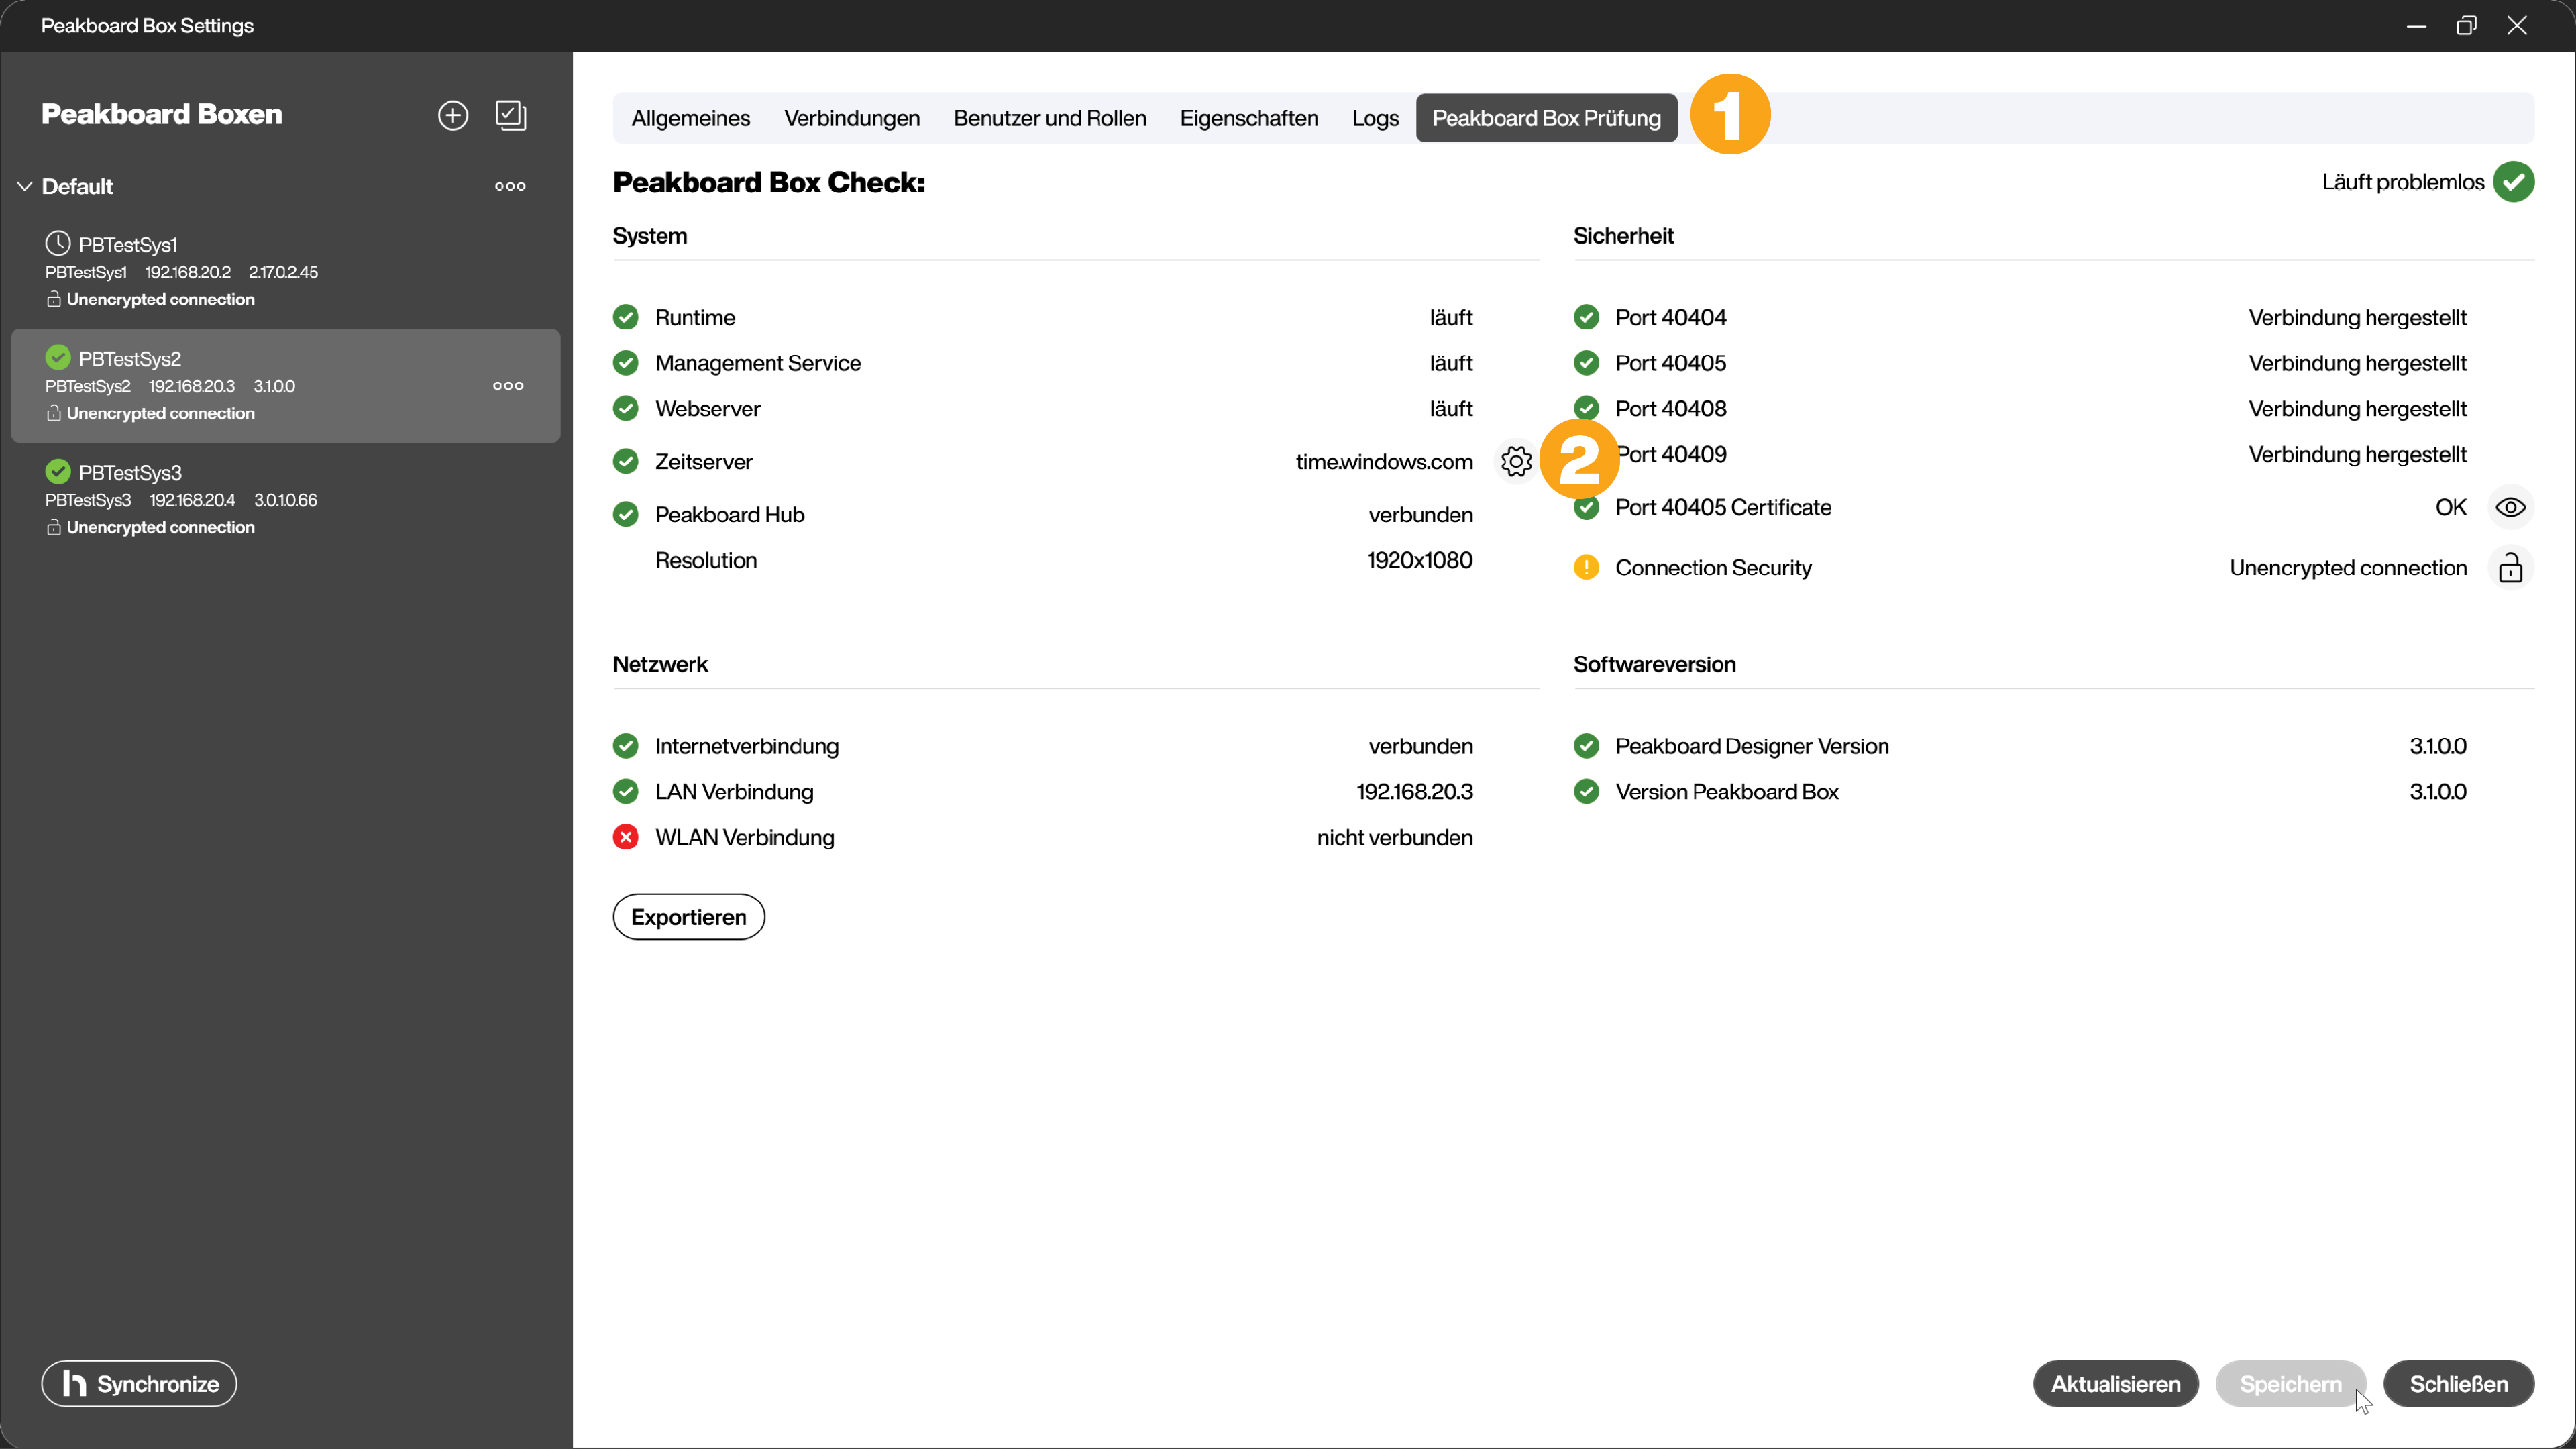 Peakboard Box Settings
Peakboard Boxen
Default
PBTestSys1
PBTestSys1 192.168.20.2 2.17.0.2.45
Unencrypted connection
PBTestSys2
PBTestSys2 192.168.20.3 3.1.0.0
Unencrypted connection
PBTestSys3
PBTestSys3 192.168.20.4 3.0.1.0.66
Unencrypted connection
Synchronize
Allgemeines Verbindungen Benutzer und Rollen Eigenschaften Logs Peakboard Box Prüfung 1
Peakboard Box Check:
Läuft problemlos
System
Runtime läuft
Management Service läuft
Webserver läuft
Zeitserver time.windows.com 2
Peakboard Hub verbunden
Resolution 1920x1080
Sicherheit
Port 40404 Verbindung hergestellt
Port 40405 Verbindung hergestellt
Port 40408 Verbindung hergestellt
Port 40409 Verbindung hergestellt
Port 40405 Certificate OK
Connection Security Unencrypted connection
Netzwerk
Internetverbindung verbunden
LAN Verbindung 192.168.20.3
WLAN Verbindung nicht verbunden
Softwareversion
Peakboard Designer Version 3.1.0.0
Version Peakboard Box 3.1.0.0
Exportieren
Aktualisieren Speichern Schließen